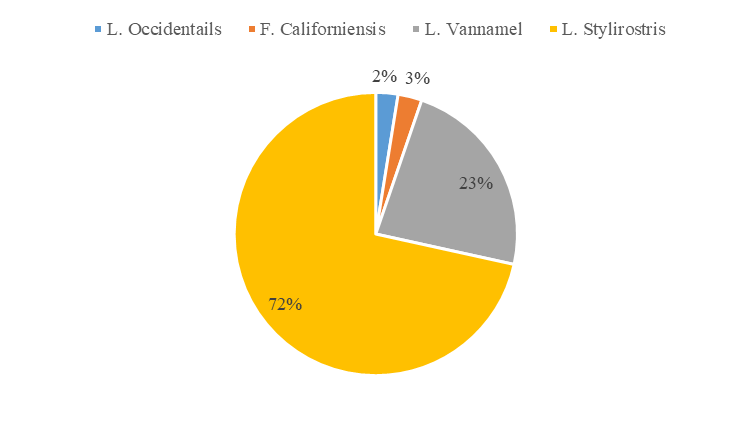 L. Occidentails F. Californiensis L. Vannamel L. Stylirostris
2% 3%
23%
72%